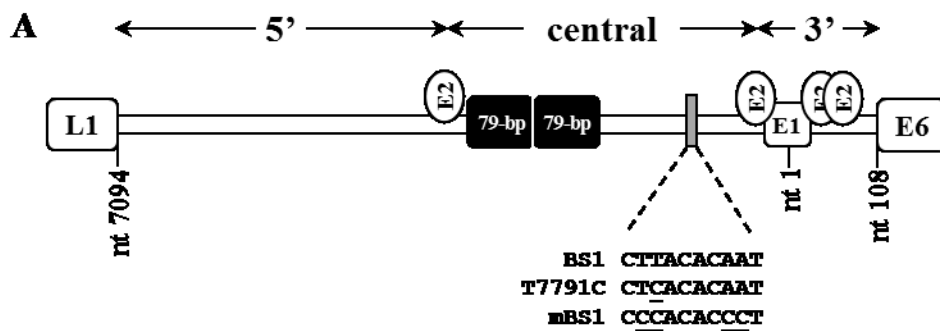 A
5’ central 3’
L1 E2 79-bp 79-bp E2 E1 E2 E2 E6
nt 7094 nt 1 nt 108
BS1 CTTACACAAT
T7791C CTCACACAAT
mBS1 CCCACACCCT